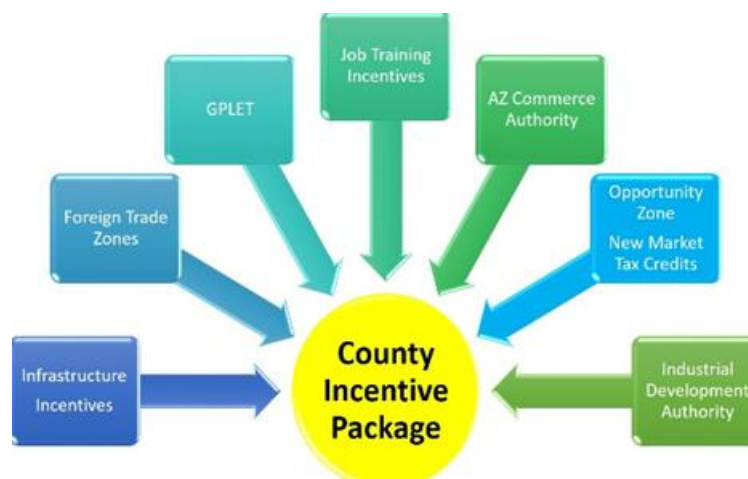 Job Training
Incentives
GPLET
AZ Commerce
Authority
Foreign Trade
Zones
Opportunity
Zone
New Market
Tax Credits
Infrastructure
Incentives
County
Incentive
Package
Industrial
Development
Authority